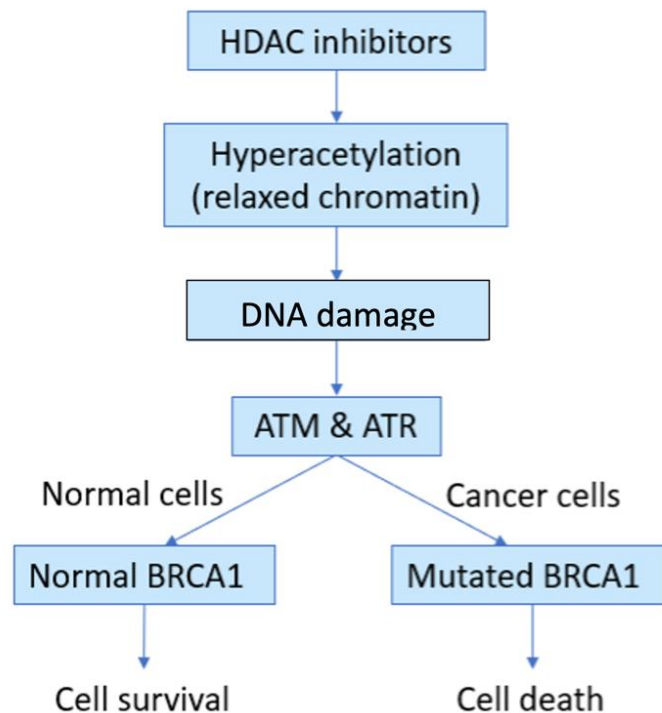 HDAC inhibitors
Hyperacetylation
(relaxed chromatin)
DNA damage
ATM & ATR
Normal cells
Cancer cells
Normal BRCA1
Mutated BRCA1
Cell survival
Cell death